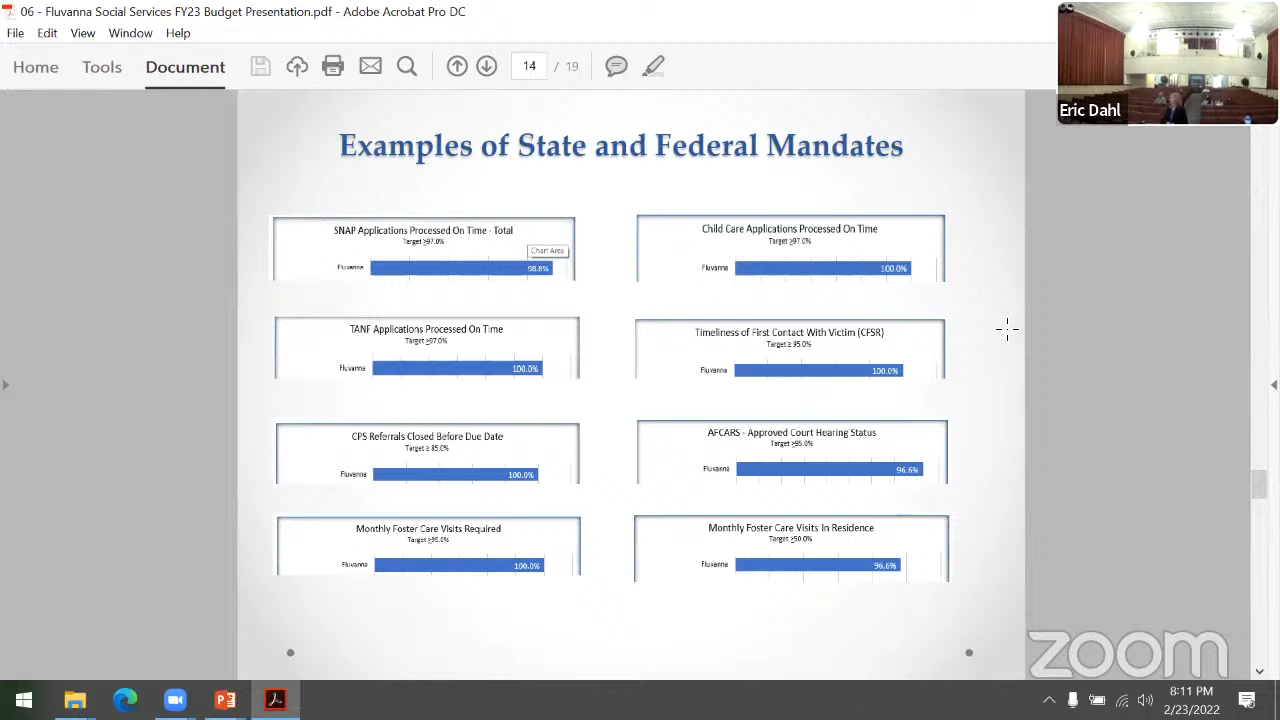 06 - Fluvanna Social Services FY23 Budget Presentation.pdf - Adobe Acrobat Pro DC
File Edit View Window Help
Home Tools Document 14 / 19
Eric Dahl
Examples of State and Federal Mandates
SNAP Applications Processed On Time - Total
Target ≥97.0%
Chart Area
Fluvanna 98.8%
Child Care Applications Processed On Time
Target ≥97.0%
Fluvanna 100.0%
TANF Applications Processed On Time
Target ≥97.0%
Fluvanna 100.0%
Timeliness of First Contact With Victim (CFSR)
Target ≥ 95.0%
Fluvanna 100.0%
CPS Referrals Closed Before Due Date
Target ≥ 85.0%
Fluvanna 100.0%
AFCARS - Approved Court Hearing Status
Target ≥95.0%
Fluvanna 96.6%
Monthly Foster Care Visits Required
Target ≥95.0%
Fluvanna 100.0%
Monthly Foster Care Visits In Residence
Target ≥50.0%
Fluvanna 96.6%
zoom
8:11 PM
2/23/2022